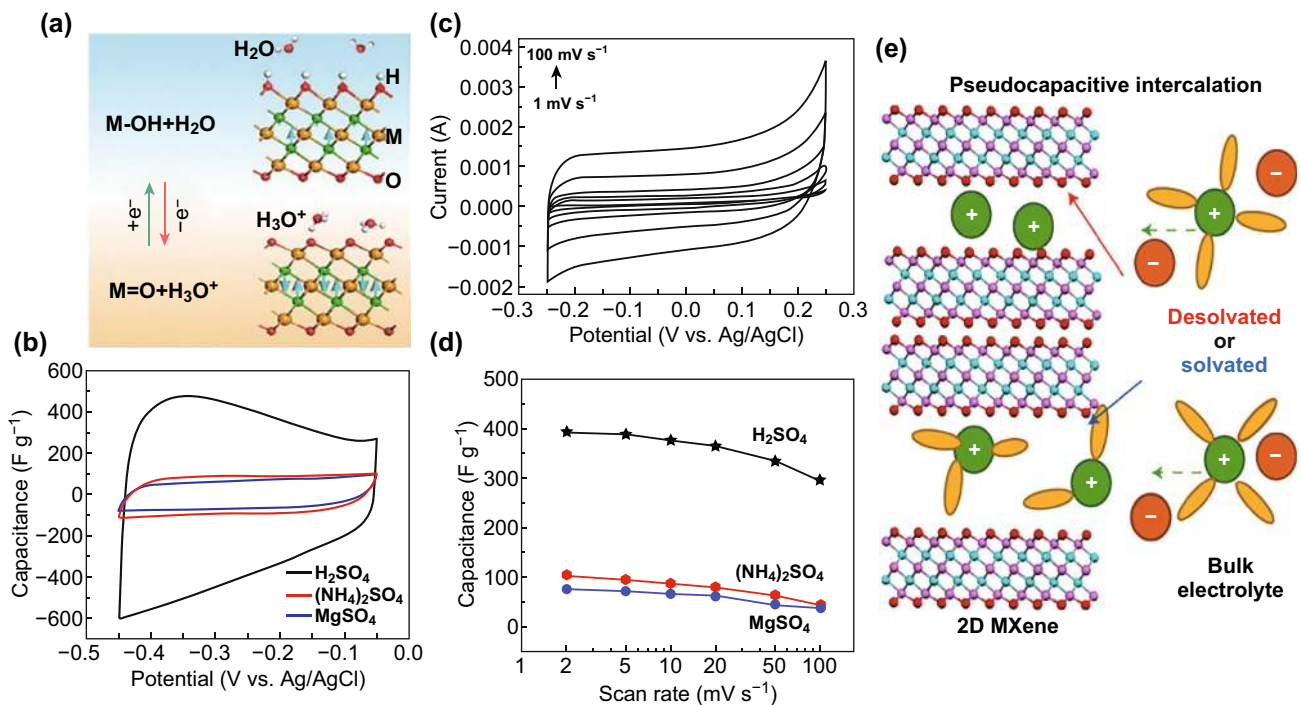 (a)
H₂O
H
M-OH+H₂O
M
O
+e⁻
−e⁻
H₃O⁺
M=O+H₃O⁺
(b)
600
400
200
0
−200
−400
−600
Capacitance (F g⁻¹)
H₂SO₄
(NH₄)₂SO₄
MgSO₄
−0.5
−0.4
−0.3
−0.2
−0.1
0.0
Potential (V vs. Ag/AgCl)
(c)
0.004
0.003
0.002
0.001
0.000
−0.001
−0.002
Current (A)
100 mV s⁻¹
1 mV s⁻¹
−0.3
−0.2
−0.1
0.0
0.1
0.2
0.3
Potential (V vs. Ag/AgCl)
(d)
500
400
300
200
100
0
Capacitance (F g⁻¹)
H₂SO₄
(NH₄)₂SO₄
MgSO₄
1
2
5
10
20
50
100
Scan rate (mV s⁻¹)
(e)
Pseudocapacitive intercalation
+
+
+
−
−
Desolvated
or
solvated
+
+
+
−
−
Bulk
electrolyte
2D MXene